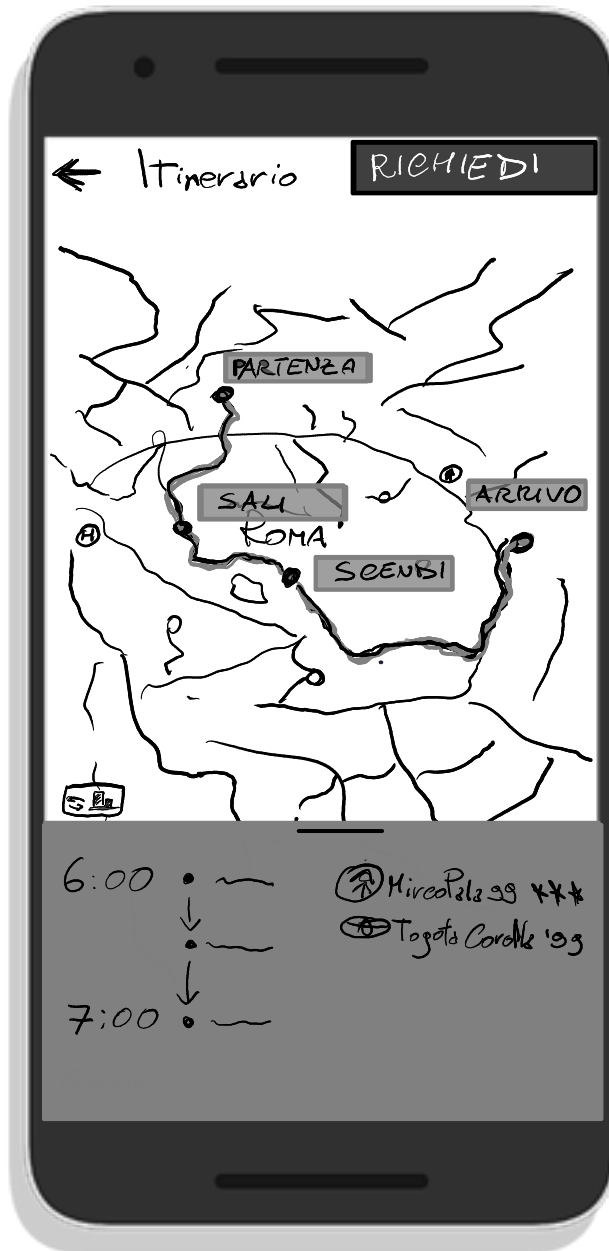 ← Itinerario
RICHIEDI
PARTENZA
SALI
ROMA
ARRIVO
H
SCENDI
6:00
MircoPala99 ***
Toyota Corolla '99
7:00